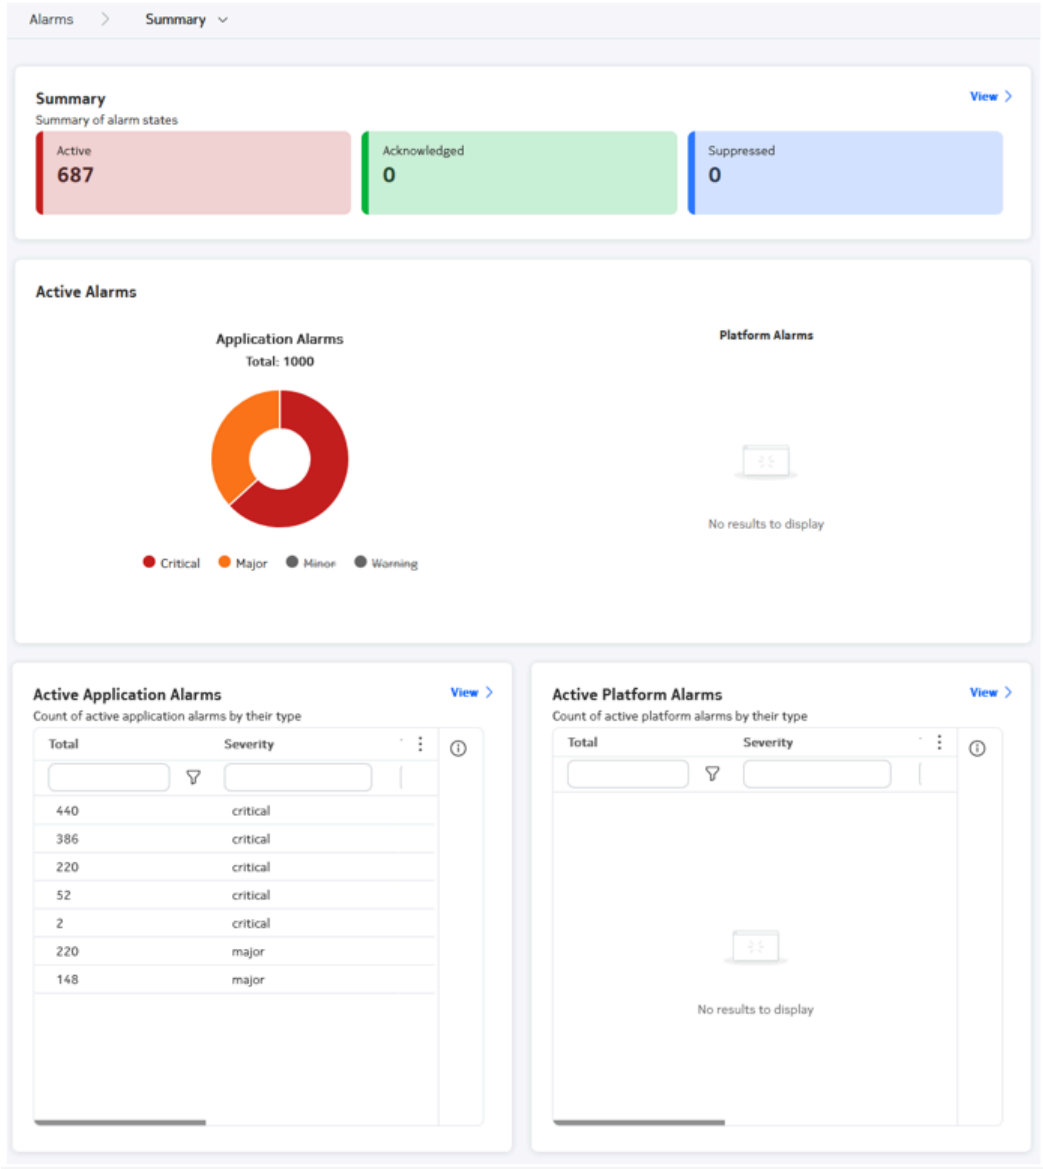 Alarms Summary
Summary
View
Summary of alarm states
Active
687
Acknowledged
0
Suppressed
0
Active Alarms
Application Alarms
Total: 1000
Critical Major Minor Warning
Platform Alarms
No results to display
Active Application Alarms
View
Count of active application alarms by their type
Total Severity
440 critical
386 critical
220 critical
52 critical
2 critical
220 major
148 major
Active Platform Alarms
View
Count of active platform alarms by their type
Total Severity
No results to display